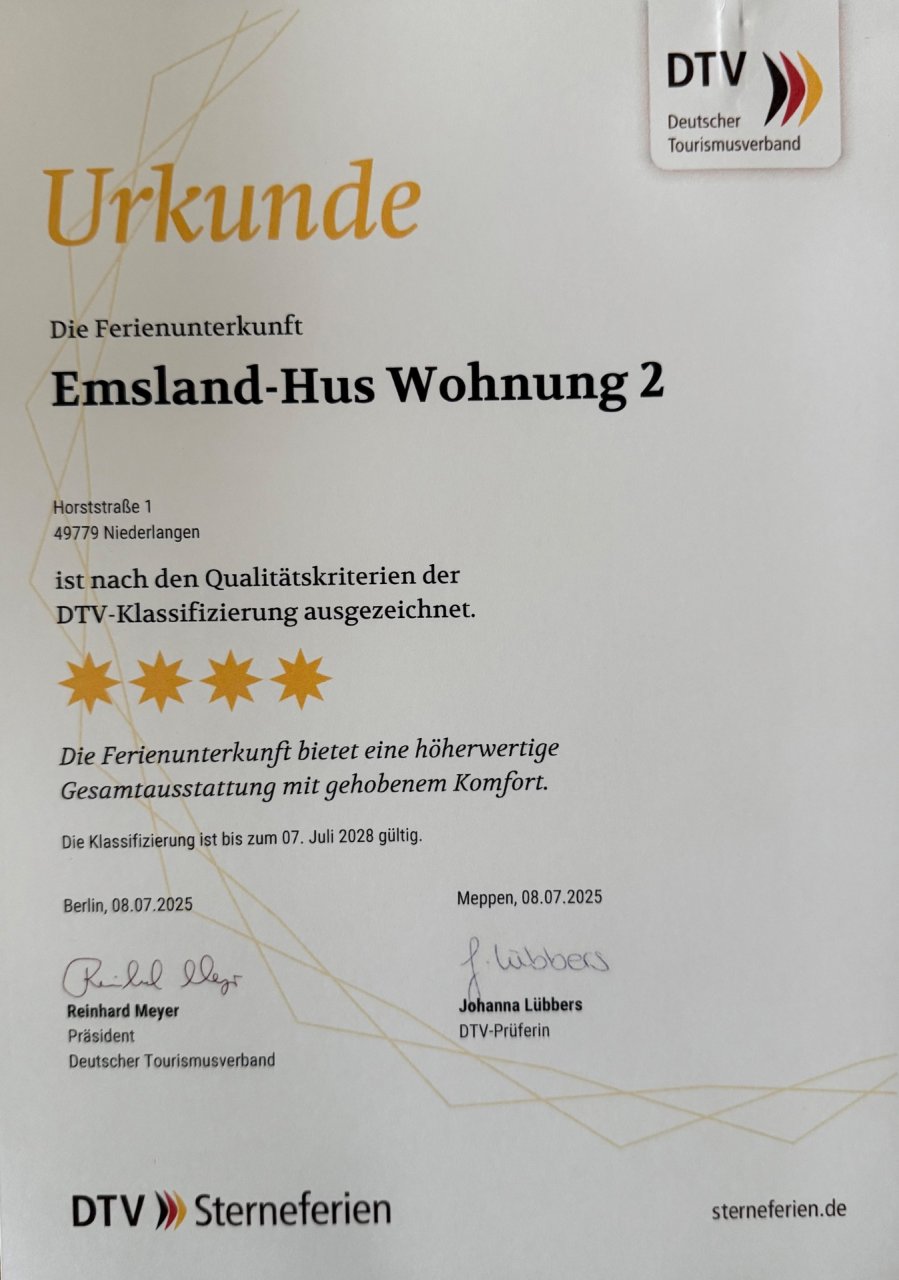 DTV
Deutscher
Tourismusverband
Urkunde
Die Ferienunterkunft
Emsland-Hus Wohnung 2
Horststraße 1
49779 Niederlangen
ist nach den Qualitätskriterien der
DTV-Klassifizierung ausgezeichnet.
Die Ferienunterkunft bietet eine höherwertige
Gesamtausstattung mit gehobenem Komfort.
Die Klassifizierung ist bis zum 07. Juli 2028 gültig.
Berlin, 08.07.2025
Reinhard Meyer
Reinhard Meyer
Präsident
Deutscher Tourismusverband
Meppen, 08.07.2025
J. Lübbers
Johanna Lübbers
DTV-Prüferin
DTV Sterneferien
sterneferien.de